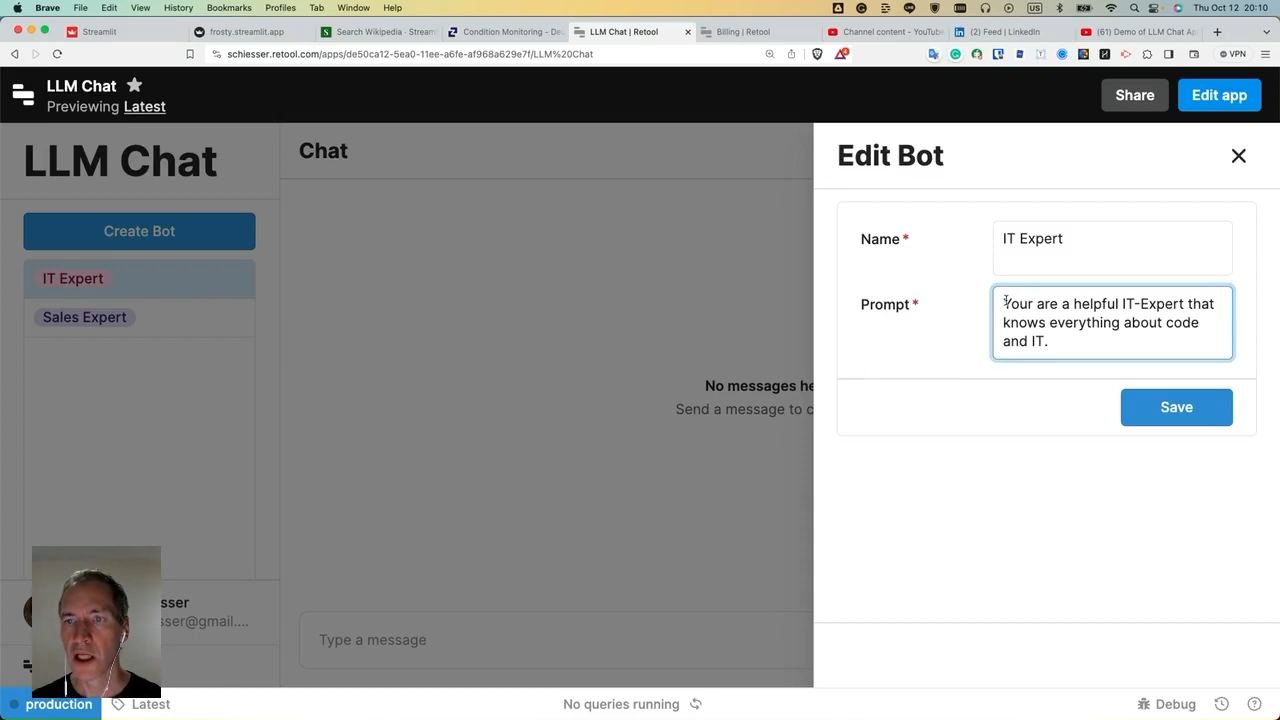 Brave File Edit View History Bookmarks Profiles Tab Window Help
US
Thu Oct 12 20:10
Streamlit
frosty.streamlit.app
Search Wikipedia · Stream
Condition Monitoring - De
LLM Chat | Retool
Billing | Retool
Channel content - YouTube
(2) Feed | LinkedIn
(61) Demo of LLM Chat Ap
schiesser.retool.com/apps/de50ca12-5ea0-11ee-a6fe-af968a629e7f/LLM%20Chat
VPN
LLM Chat
Previewing Latest
Share
Edit app
LLM Chat
Create Bot
IT Expert
Sales Expert
sser
sser@gmail....
Chat
No messages he
Send a message to c
Type a message
Edit Bot
Name *
IT Expert
Prompt *
Your are a helpful IT-Expert that
knows everything about code
and IT.
Save
production
Latest
No queries running
Debug